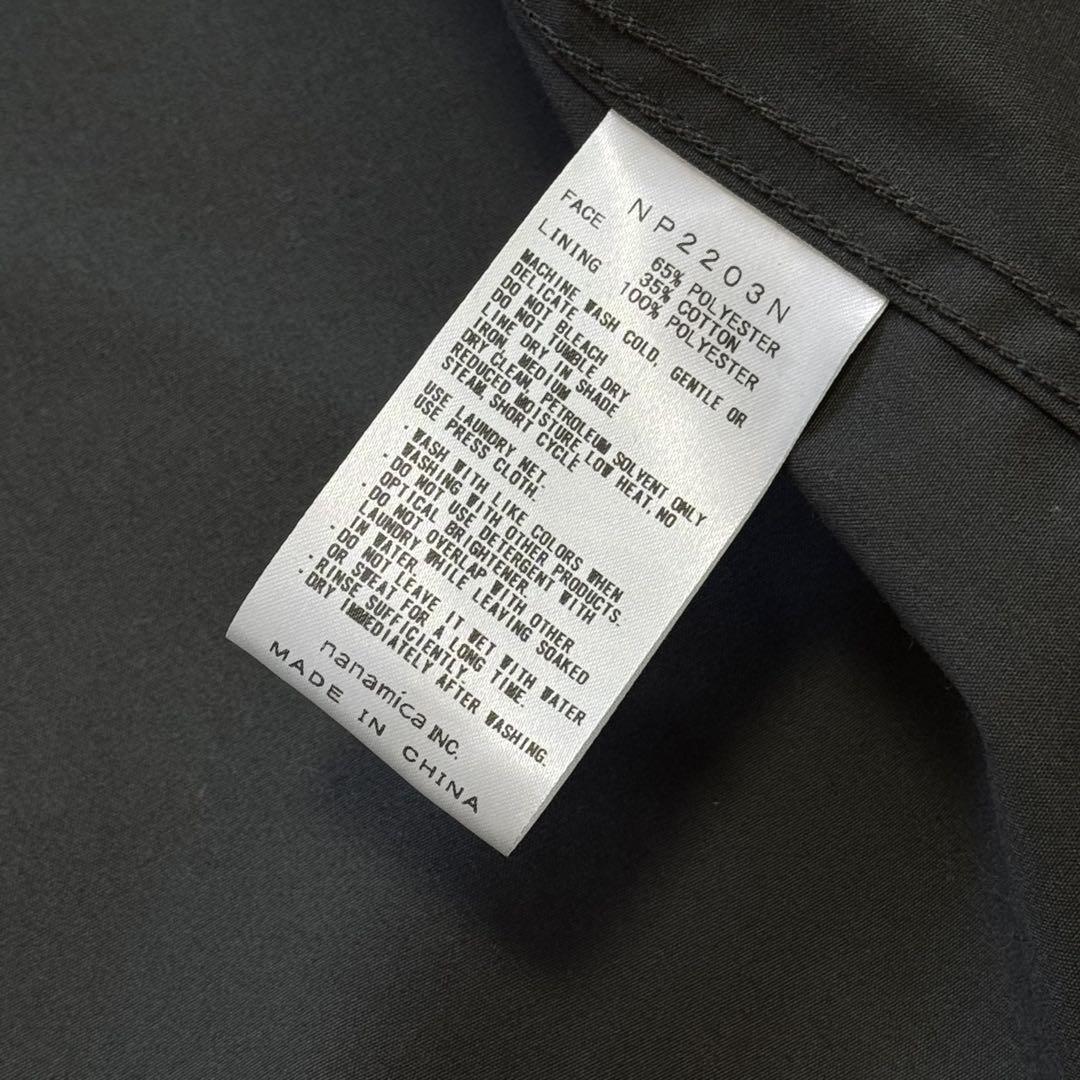 NP2203N
FACE 65% POLYESTER
35% COTTON
LINING 100% POLYESTER
MACHINE WASH COLD, GENTLE OR
DELICATE
DO NOT BLEACH
DO NOT TUMBLE DRY
LINE DRY IN SHADE
IRON, MEDIUM
DRY CLEAN, PETROLEUM SOLVENT ONLY
REDUCED MOISTURE, LOW HEAT, NO
STEAM, SHORT CYCLE
USE LAUNDRY NET.
USE PRESS CLOTH.
・WASH WITH LIKE COLORS WHEN
WASHING WITH OTHER PRODUCTS.
・DO NOT USE DETERGENT WITH
OPTICAL BRIGHTENER.
・DO NOT OVERLAP WITH OTHER
LAUNDRY WHILE LEAVING SOAKED
IN WATER.
・DO NOT LEAVE IT WET WITH WATER
OR SWEAT FOR A LONG TIME.
・RINSE SUFFICIENTLY.
・DRY IMMEDIATELY AFTER WASHING.
nanamica INC.
MADE IN CHINA